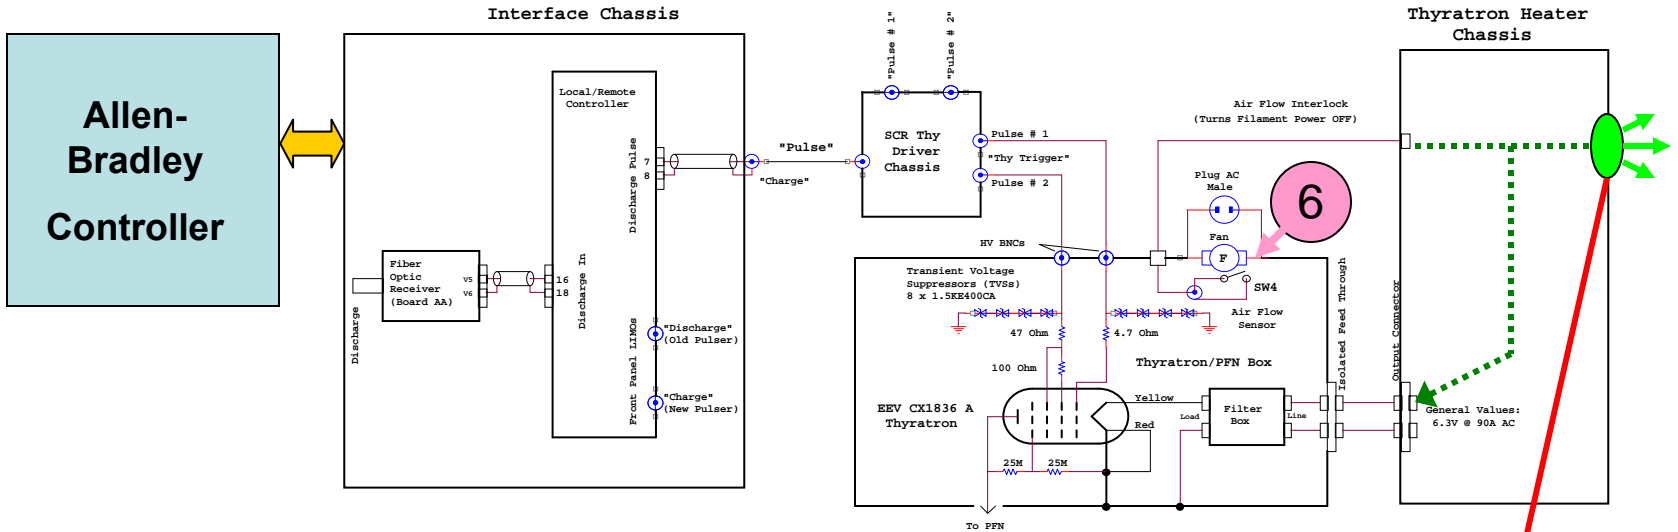 Interface Chassis
Thyratron Heater
Chassis
Allen-
Bradley
Controller
Local/Remote
Controller
Discharge Pulse
7
8
"Pulse"
"Charge"
Fiber
Optic
Receiver
(Board AA)
V5
V6
16
18
Discharge In
Discharge
Front Panel LIMOs
"Discharge"
(Old Pulser)
"Charge"
(New Pulser)
"Pulse # 1"
"Pulse # 2"
SCR Thy
Driver
Chassis
Pulse # 1
"Thy Trigger"
Pulse # 2
Air Flow Interlock
(Turns Filament Power OFF)
Plug AC
Male
6
Fan
F
HV BNCs
SW4
Air Flow
Sensor
Transient Voltage
Suppressors (TVSs)
8 x 1.5KE400CA
47 Ohm
4.7 Ohm
100 Ohm
Thyratron/PFN Box
EEV CX1836 A
Thyratron
Yellow
Red
Load
Filter
Box
Line
Isolated Feed Through
Output Connector
General Values:
6.3V @ 90A AC
25M
25M
To PFN